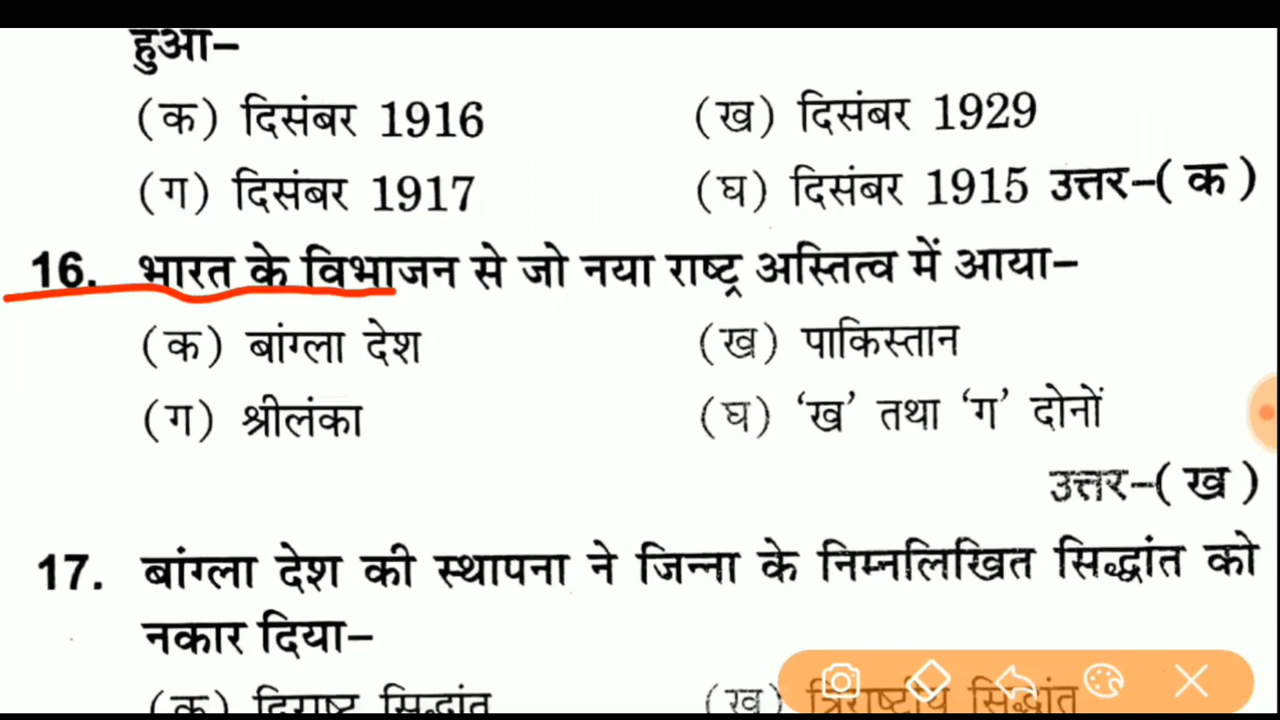 हुआ–
(क) दिसंबर 1916 (ख) दिसंबर 1929
(ग) दिसंबर 1917 (घ) दिसंबर 1915 उत्तर–(क)
16. भारत के विभाजन से जो नया राष्ट्र अस्तित्व में आया–
(क) बांग्ला देश (ख) पाकिस्तान
(ग) श्रीलंका (घ) ‘ख’ तथा ‘ग’ दोनों
उत्तर–(ख)
17. बांग्ला देश की स्थापना ने जिन्ना के निम्नलिखित सिद्धांत को
नकार दिया–
(क) द्विराष्ट्र सिद्धांत (ख) त्रिराष्ट्रीय सिद्धांत